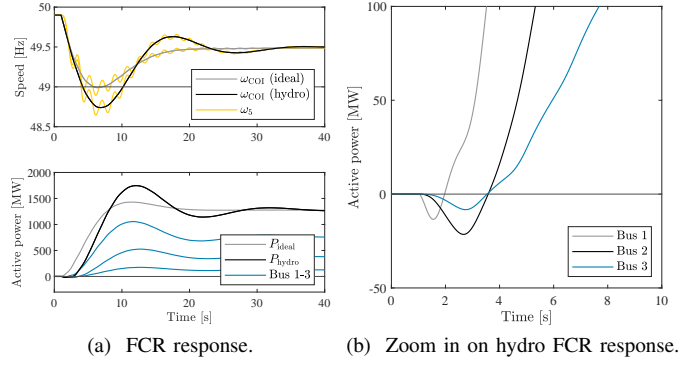 50
49.5
49
48.5
Speed [Hz]
ω_COI (ideal)
ω_COI (hydro)
ω_5
0 10 20 30 40
2000
1500
1000
500
0
Active power [MW]
P_ideal
P_hydro
Bus 1-3
0 10 20 30 40
Time [s]
(a) FCR response.
100
50
0
-50
Active power [MW]
Bus 1
Bus 2
Bus 3
0 2 4 6 8 10
Time [s]
(b) Zoom in on hydro FCR response.